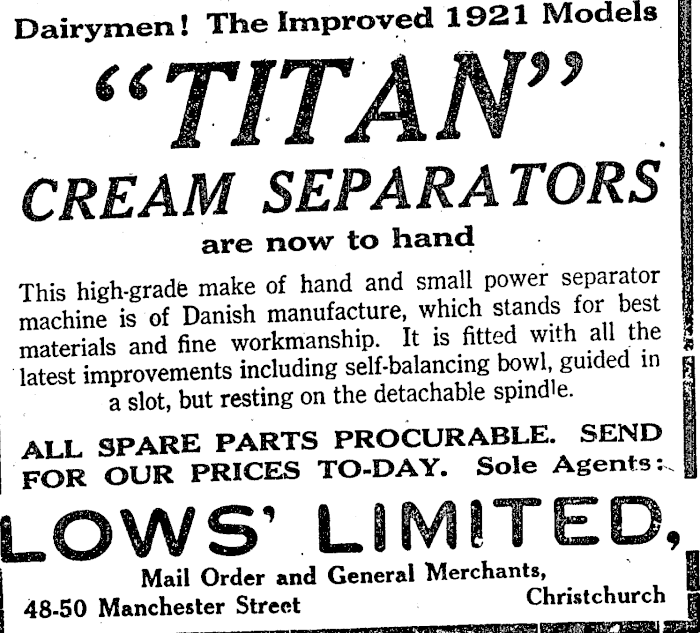 Dairymen! The Improved 1921 Models
"TITAN"
CREAM SEPARATORS
are now to hand
This high-grade make of hand and small power separator
machine is of Danish manufacture, which stands for best
materials and fine workmanship. It is fitted with all the
latest improvements including self-balancing bowl, guided in
a slot, but resting on the detachable spindle.
ALL SPARE PARTS PROCURABLE. SEND
FOR OUR PRICES TO-DAY. Sole Agents:
LOWS' LIMITED,
Mail Order and General Merchants,
48-50 Manchester Street Christchurch